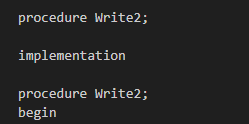 procedure Write2;
implementation
procedure Write2;
begin